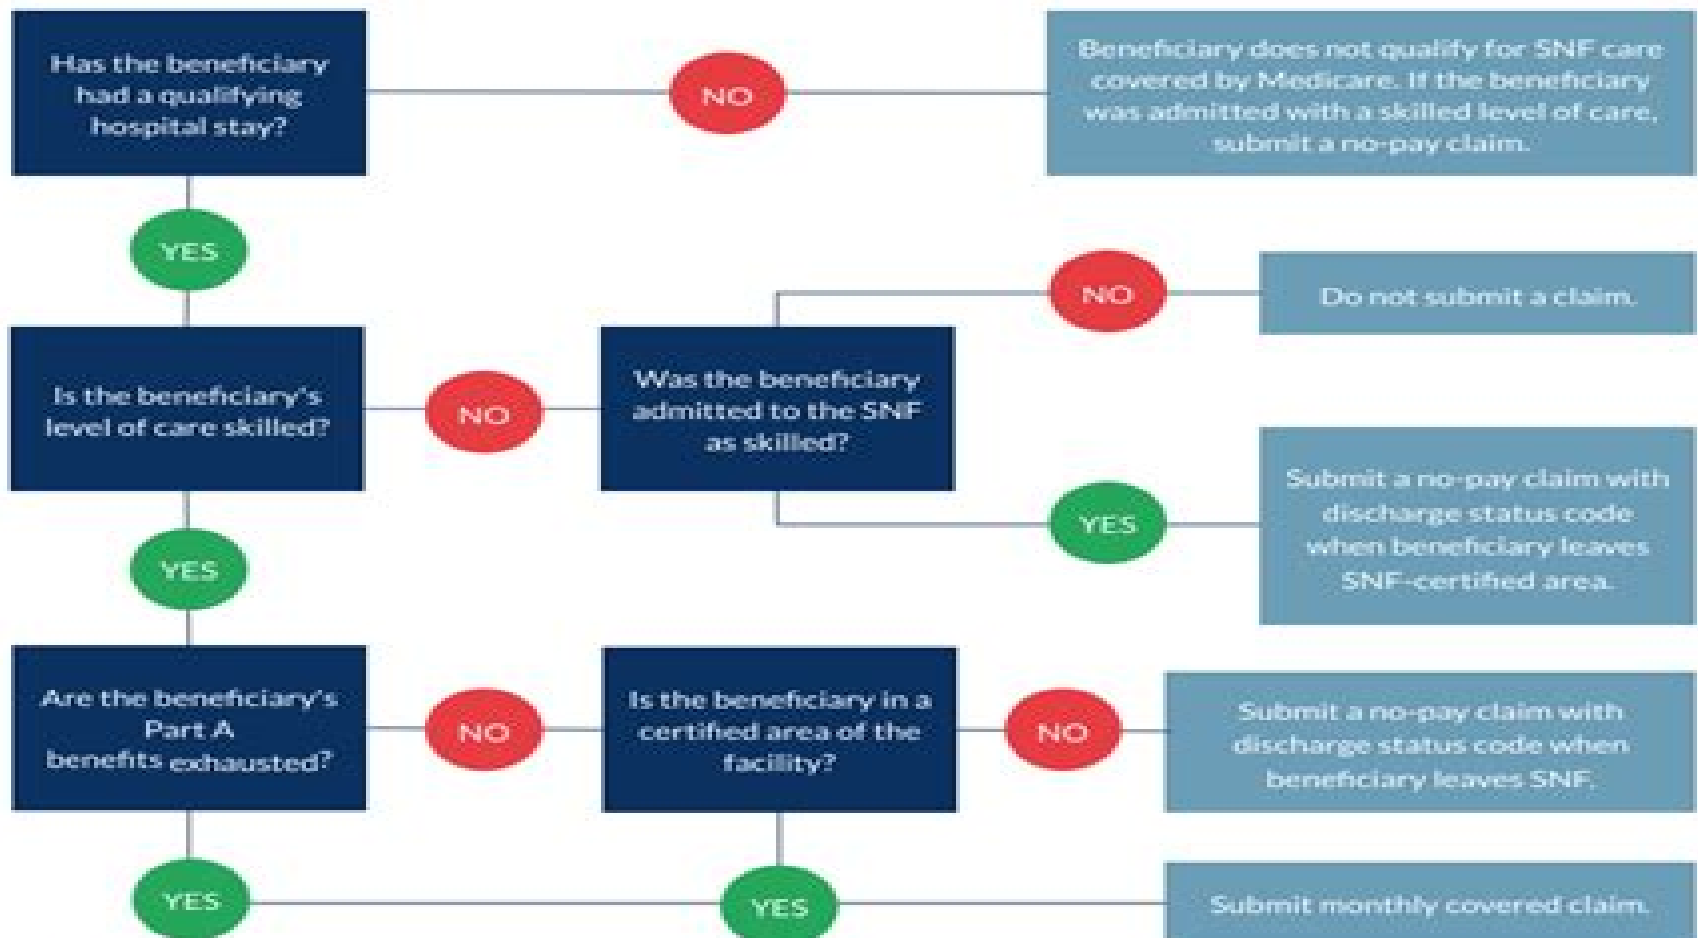 Has the beneficiary
had a qualifying
hospital stay?
NO
Beneficiary does not qualify for SNF care
covered by Medicare. If the beneficiary
was admitted with a skilled level of care,
submit a no-pay claim.
YES
NO
Do not submit a claim.
Is the beneficiary's
level of care skilled?
NO
Was the beneficiary
admitted to the SNF
as skilled?
YES
Submit a no-pay claim with
discharge status code
when beneficiary leaves
SNF-certified area.
YES
Are the beneficiary's
Part A
benefits exhausted?
NO
Is the beneficiary in a
certified area of the
facility?
NO
Submit a no-pay claim with
discharge status code when
beneficiary leaves SNF.
YES
YES
Submit monthly covered claim.